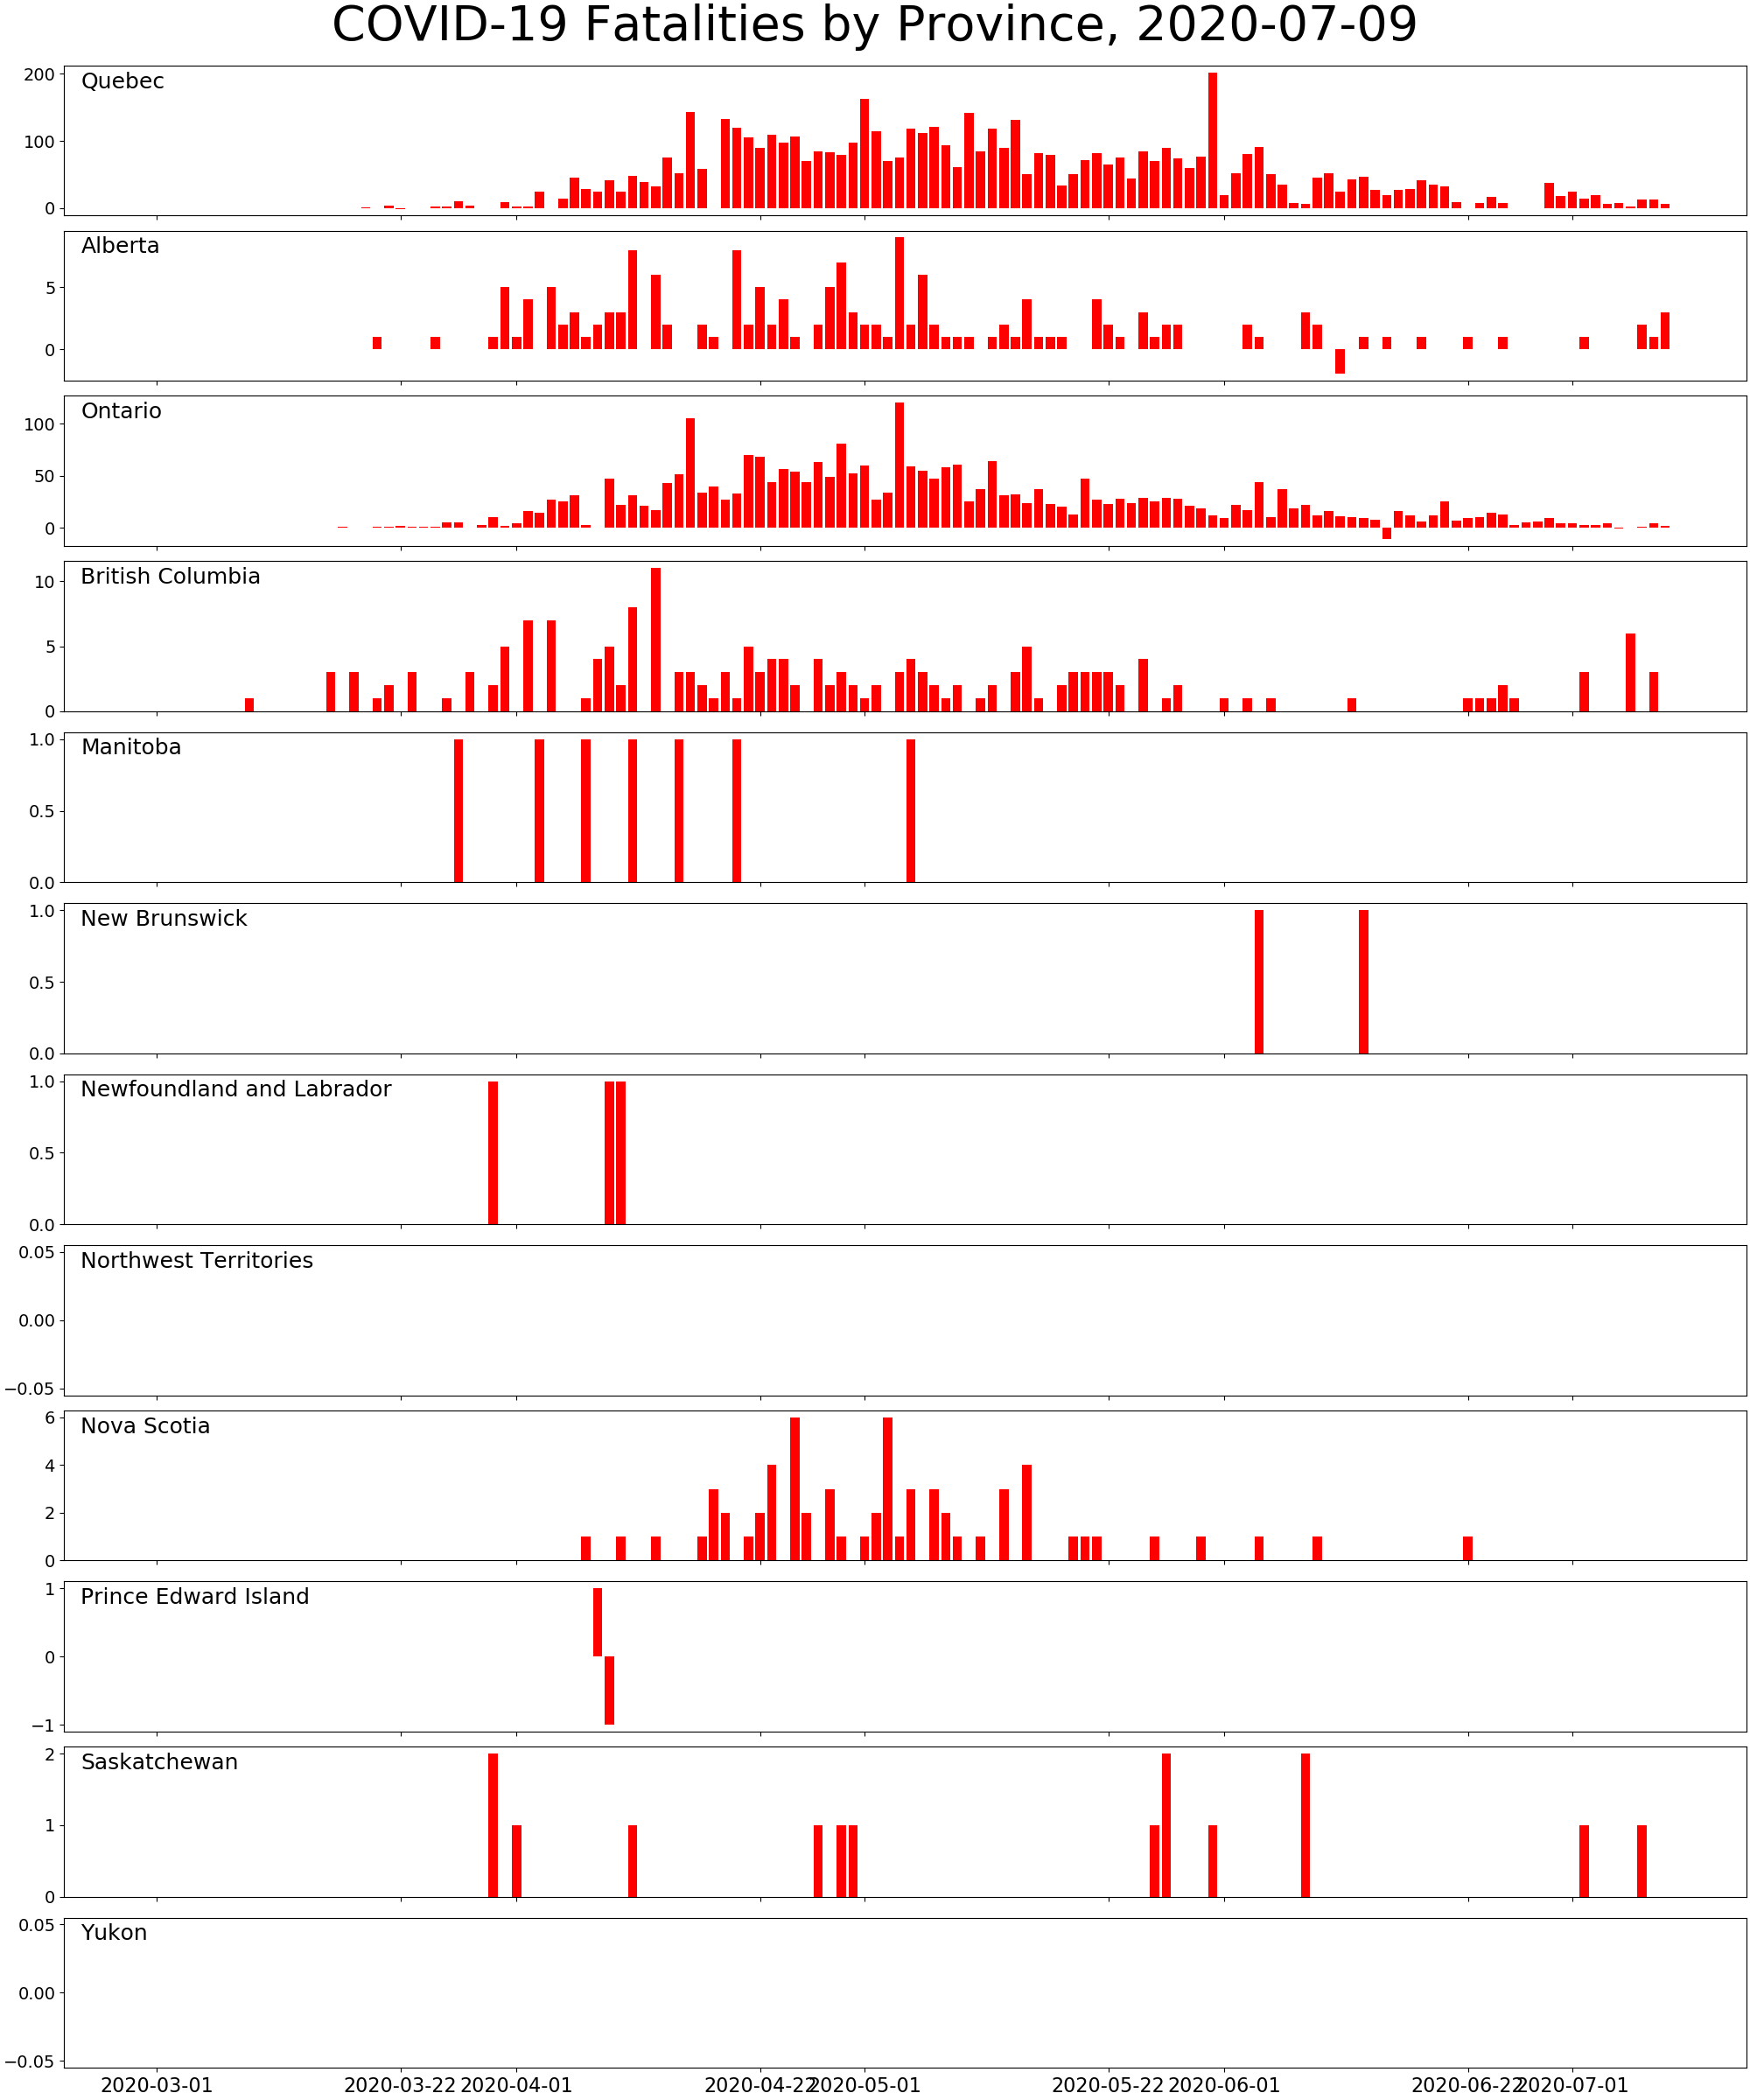 COVID-19 Fatalities by Province, 2020-07-09
Quebec
200
100
0
Alberta
5
0
Ontario
100
50
0
British Columbia
10
5
0
Manitoba
1.0
0.5
0.0
New Brunswick
1.0
0.5
0.0
Newfoundland and Labrador
1.0
0.5
0.0
Northwest Territories
0.05
0.00
−0.05
Nova Scotia
6
4
2
0
Prince Edward Island
1
0
−1
Saskatchewan
2
1
0
Yukon
0.05
0.00
−0.05
2020-03-01 2020-03-22 2020-04-01 2020-04-22 2020-05-01 2020-05-22 2020-06-01 2020-06-22 2020-07-01